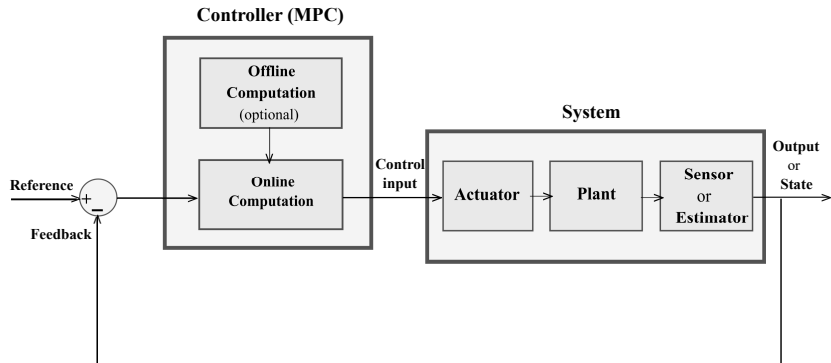 Controller (MPC)
Offline
Computation
(optional)
System
Output
or
State
Control
input
Reference
+
−
Online
Computation
Actuator
Plant
Sensor
or
Estimator
Feedback